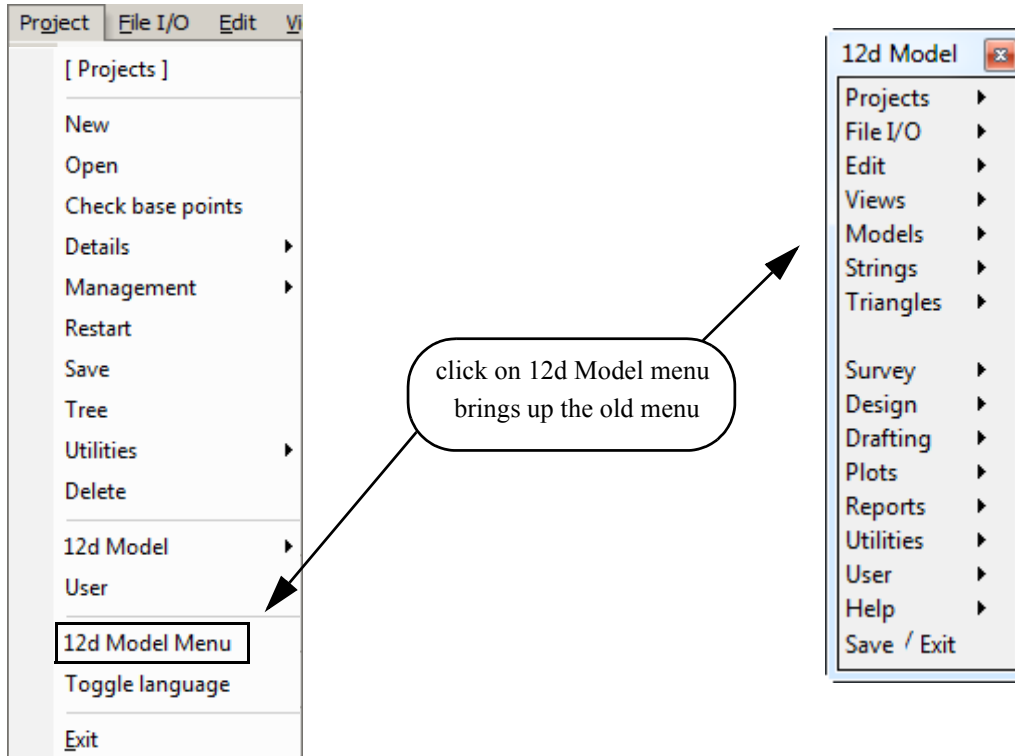 Project File I/O Edit
[ Projects ]
New
Open
Check base points
Details
Management
Restart
Save
Tree
Utilities
Delete
12d Model
User
12d Model Menu
Toggle language
Exit
click on 12d Model menu
brings up the old menu
12d Model
Projects
File I/O
Edit
Views
Models
Strings
Triangles
Survey
Design
Drafting
Plots
Reports
Utilities
User
Help
Save / Exit